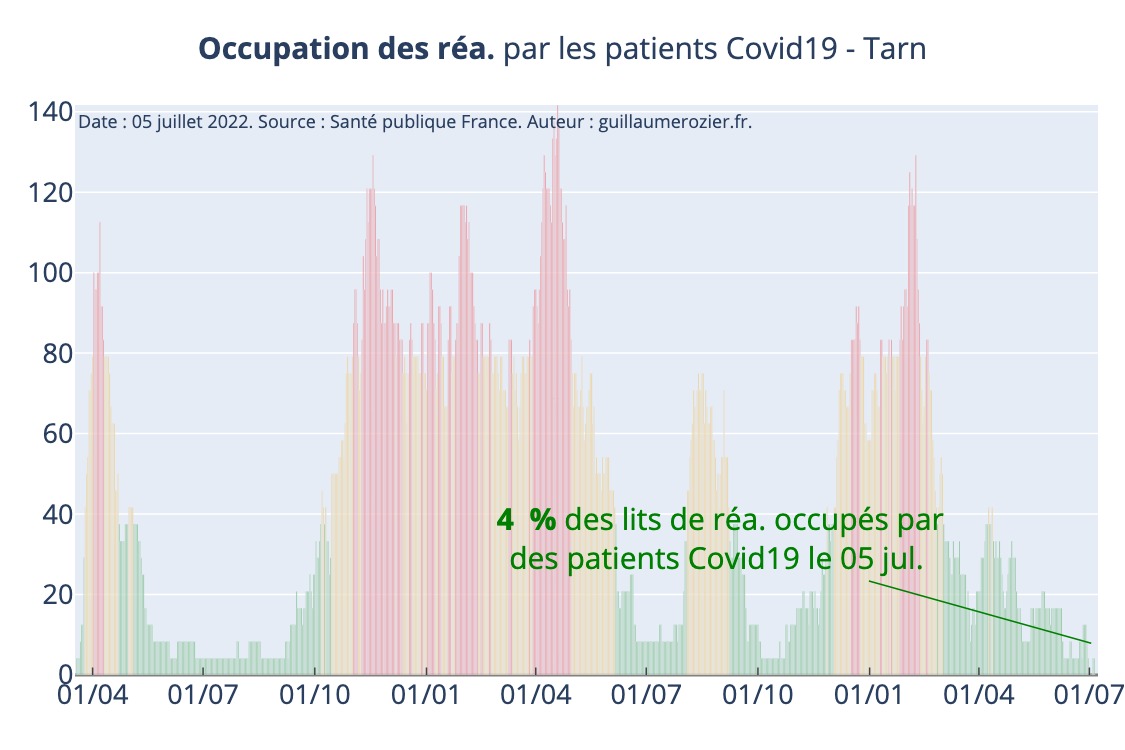 Occupation des réa. par les patients Covid19 - Tarn
140
Date : 05 juillet 2022. Source : Santé publique France. Auteur : guillaumerozier.fr.
120
100
80
60
40
4 % des lits de réa. occupés par
des patients Covid19 le 05 jul.
20
0
01/04 01/07 01/10 01/01 01/04 01/07 01/10 01/01 01/04 01/07